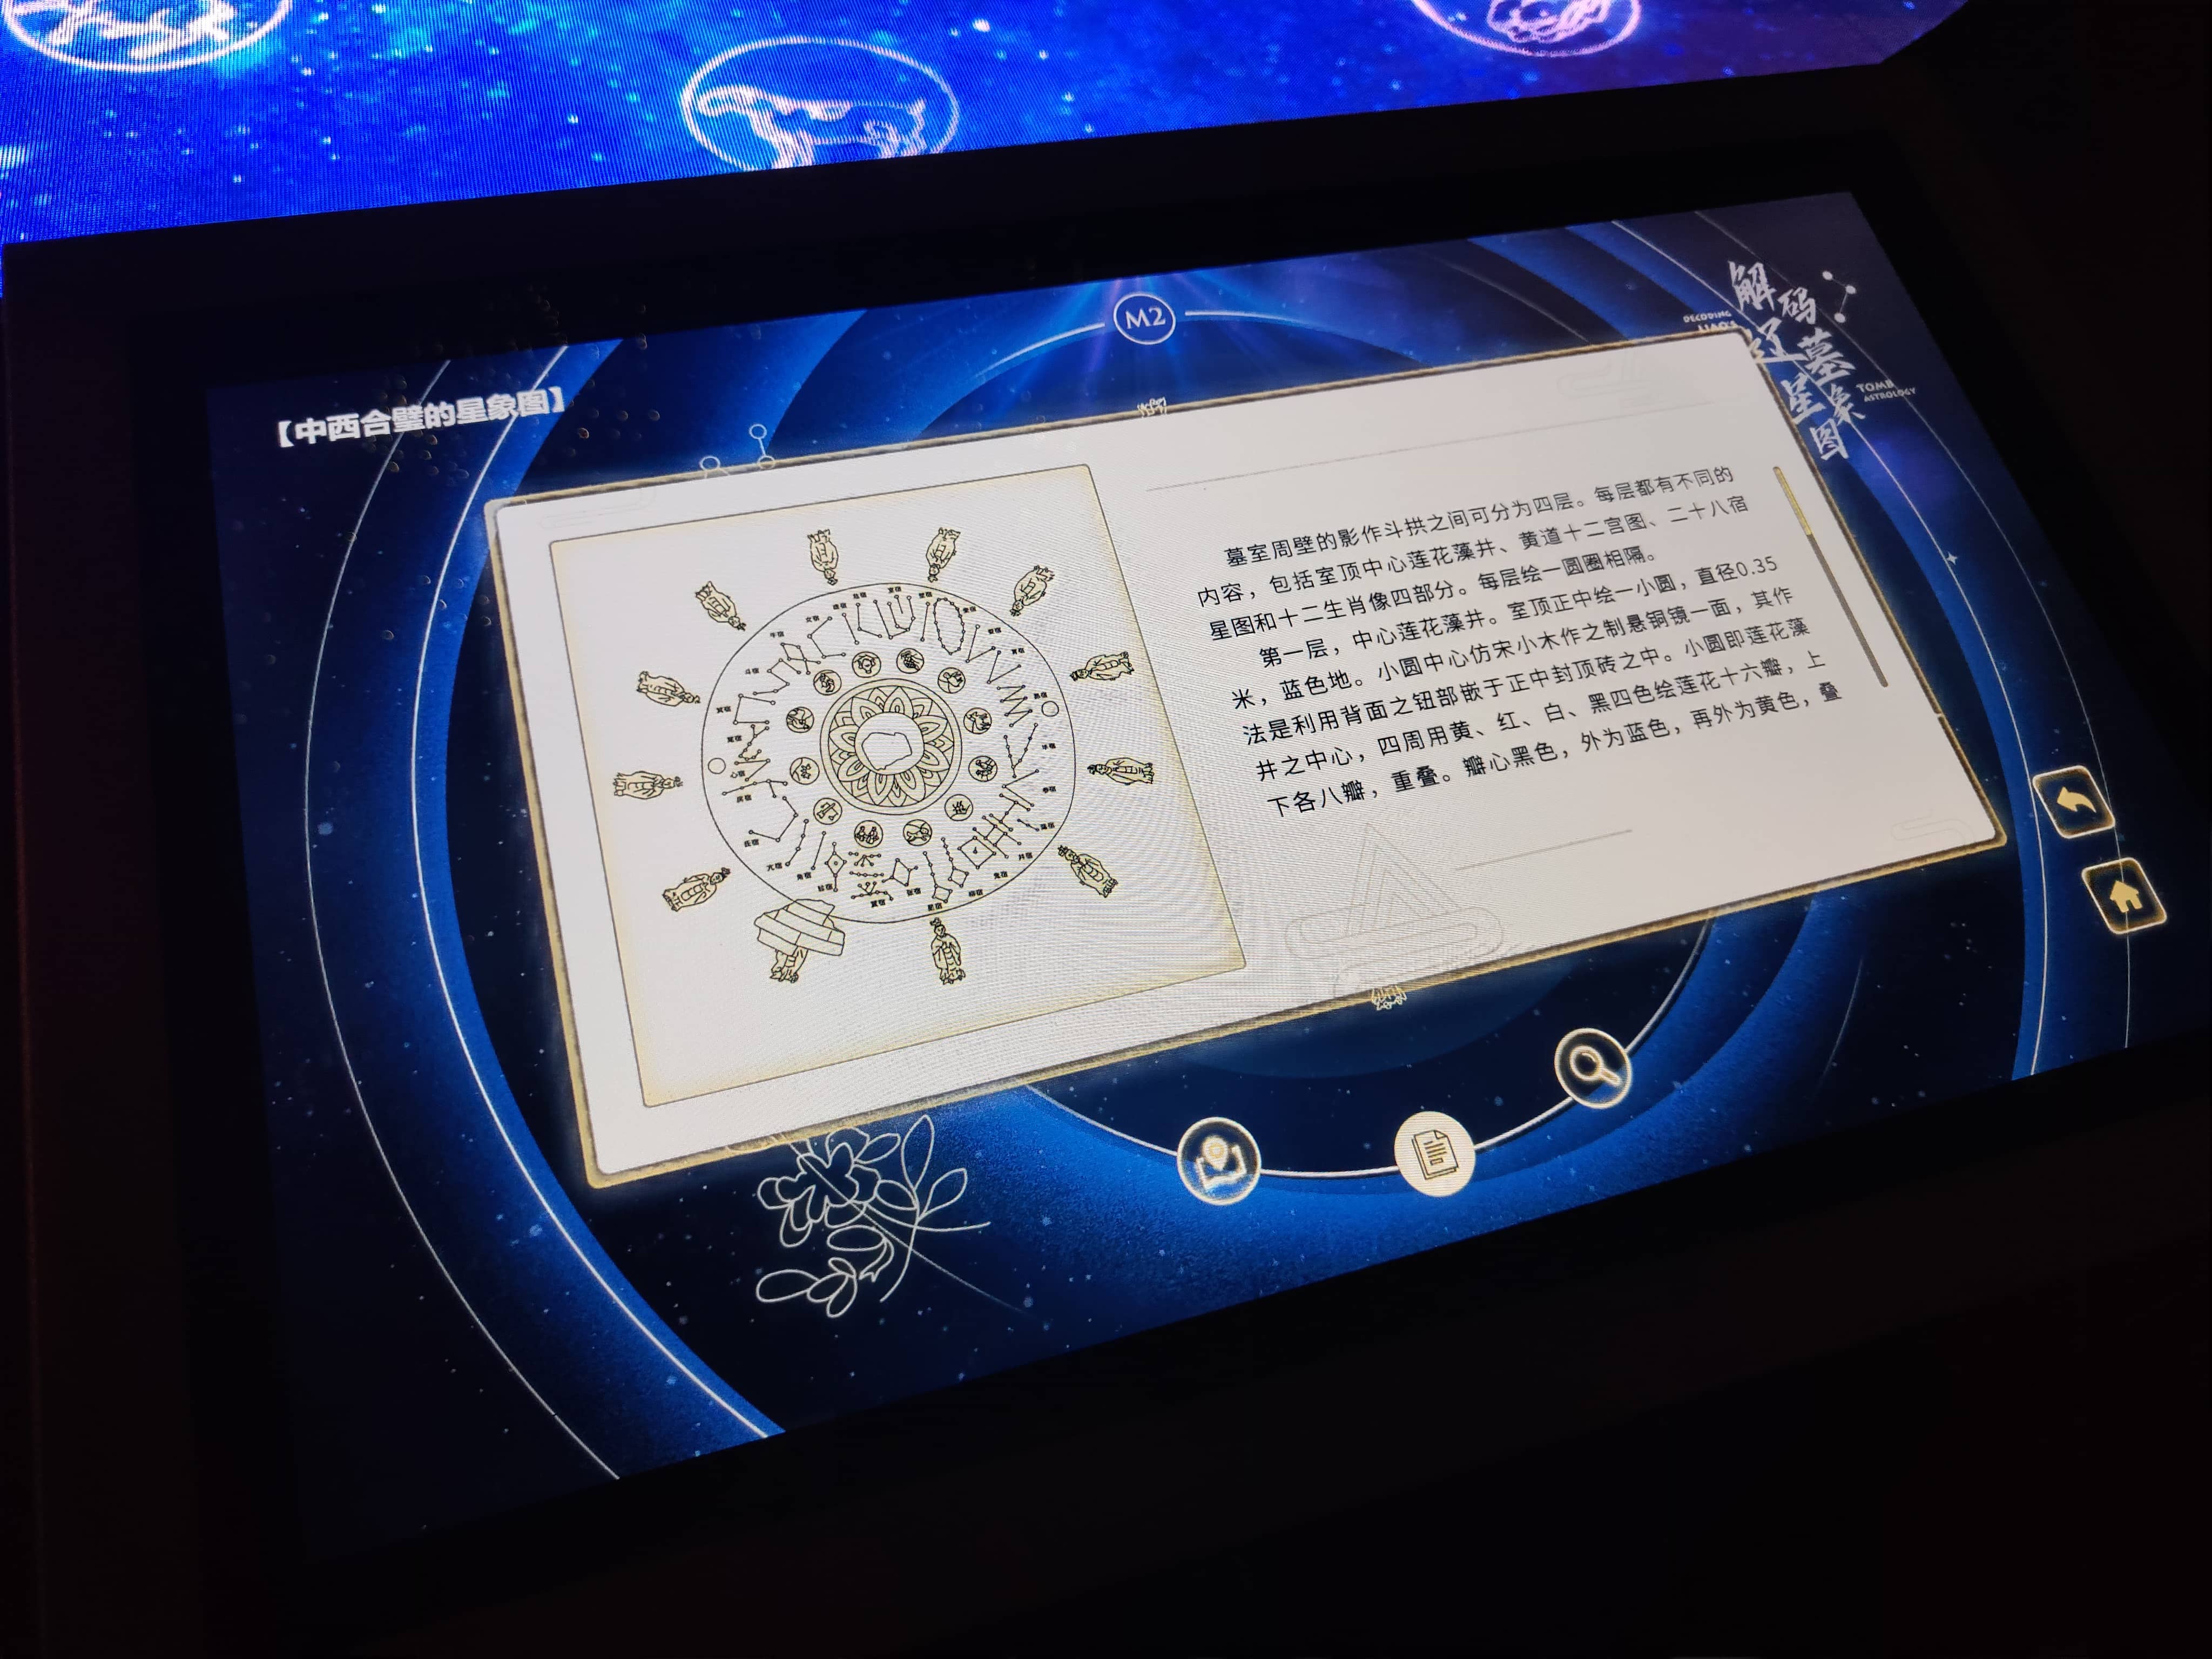 【中西合璧的星象图】
M2
解码
辽墓
星象
图
DECODING
LIAO'S
TOMB
ASTROLOGY
墓室周壁的影作斗拱之间可分为四层。每层都有不同的
内容，包括室顶中心莲花藻井、黄道十二宫图、二十八宿
星图和十二生肖像四部分。每层绘一圆圈相隔。
第一层，中心莲花藻井。室顶正中绘一小圆，直径0.35
米，蓝色地。小圆中心仿宋小木作之制悬铜镜一面，其作
法是利用背面之钮部嵌于正中封顶砖之中。小圆即莲花藻
井之中心，四周用黄、红、白、黑四色绘莲花十六瓣，上
下各八瓣，重叠。瓣心黑色，外为蓝色，再外为黄色，叠